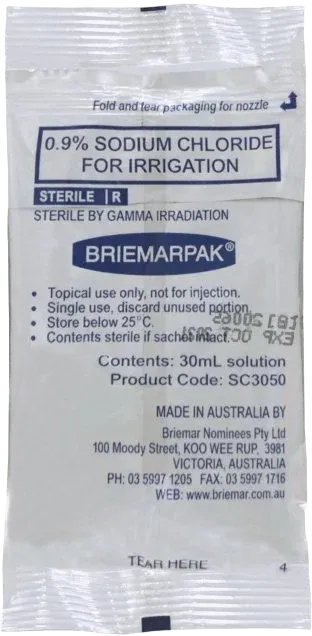 Fold and tear packaging for nozzle
0.9% SODIUM CHLORIDE
FOR IRRIGATION
STERILE R
STERILE BY GAMMA IRRADIATION
BRIEMARPAK®
• Topical use only, not for injection.
• Single use, discard unused portion.
• Store below 25°C.
• Contents sterile if sachet intact.
EXP OCT 2021
Contents: 30mL solution
Product Code: SC3050
MADE IN AUSTRALIA BY
Briemar Nominees Pty Ltd
100 Moody Street, KOO WEE RUP, 3981
VICTORIA, AUSTRALIA
PH: 03 5997 1205 FAX: 03 5997 1716
WEB: www.briemar.com.au
TEAR HERE
4